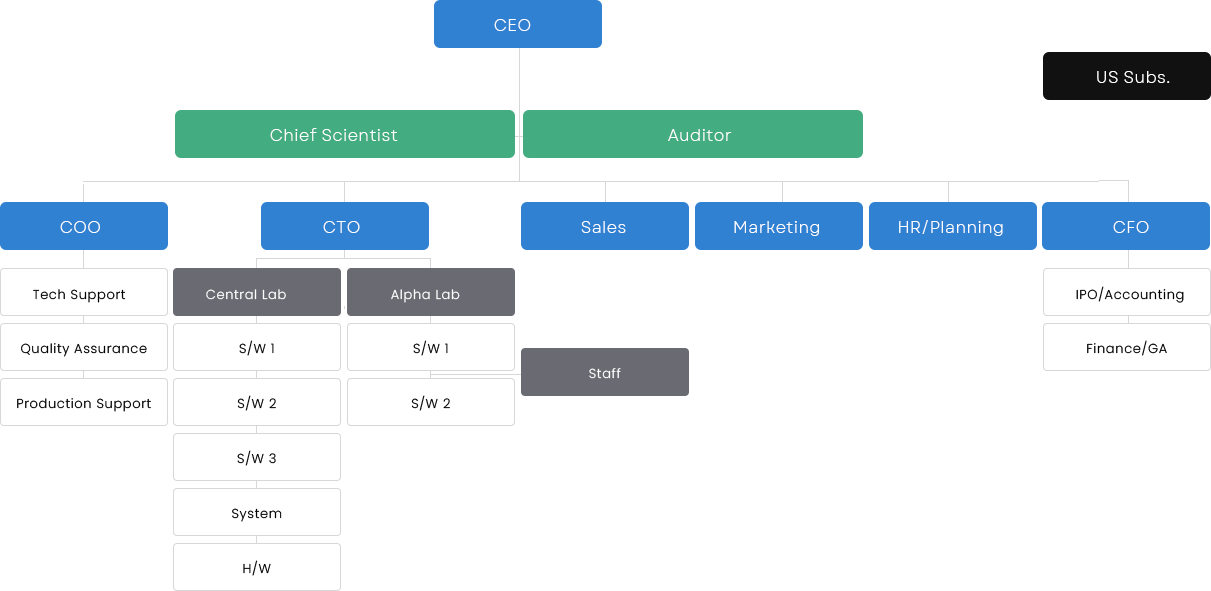 CEO
US Subs.
Chief Scientist
Auditor
COO
CTO
Sales
Marketing
HR/Planning
CFO
Tech Support
Central Lab
Alpha Lab
IPO/Accounting
Quality Assurance
S/W 1
S/W 1
Finance/GA
Staff
Production Support
S/W 2
S/W 2
S/W 3
System
H/W